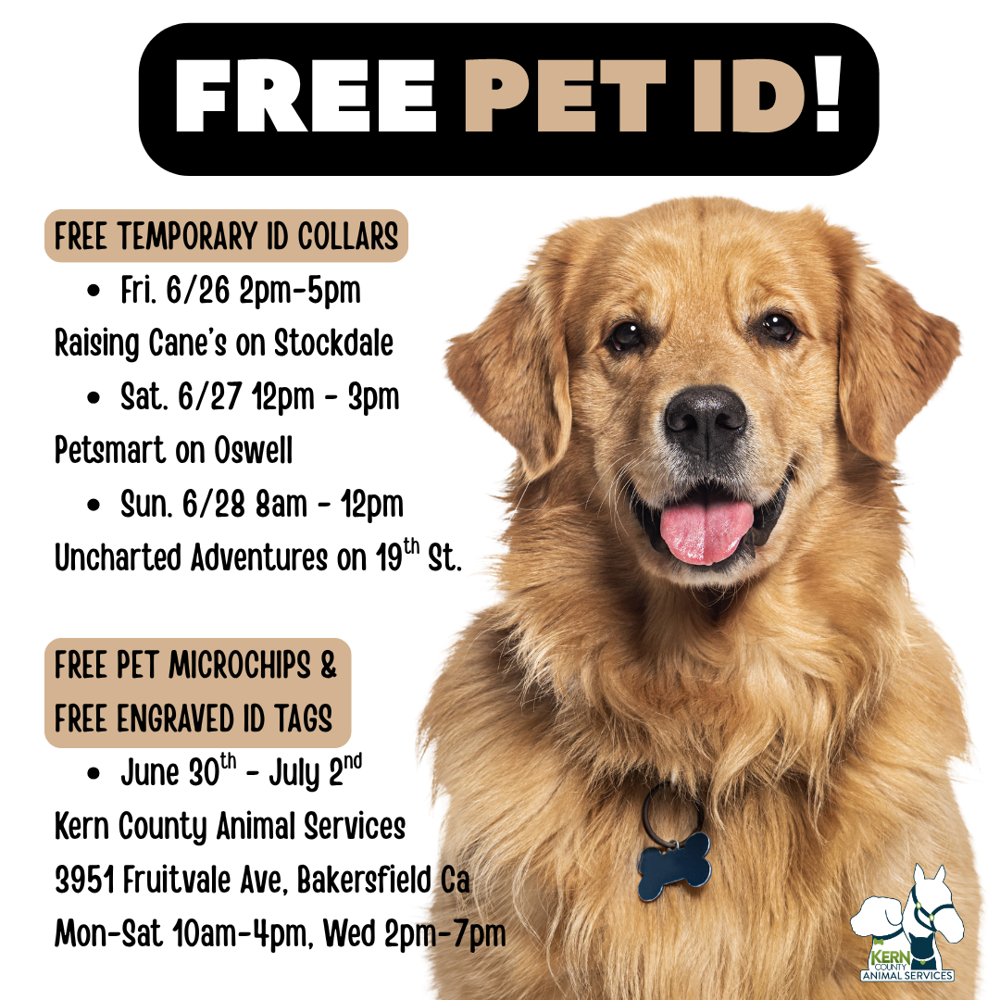 FREE PET ID!
FREE TEMPORARY ID COLLARS
• Fri. 6/26 2pm-5pm
Raising Cane's on Stockdale
• Sat. 6/27 12pm - 3pm
Petsmart on Oswell
• Sun. 6/28 8am - 12pm
Uncharted Adventures on 19th St.
FREE PET MICROCHIPS &
FREE ENGRAVED ID TAGS
• June 30th - July 2nd
Kern County Animal Services
3951 Fruitvale Ave, Bakersfield Ca
Mon-Sat 10am-4pm, Wed 2pm-7pm
KERN
COUNTY
ANIMAL SERVICES